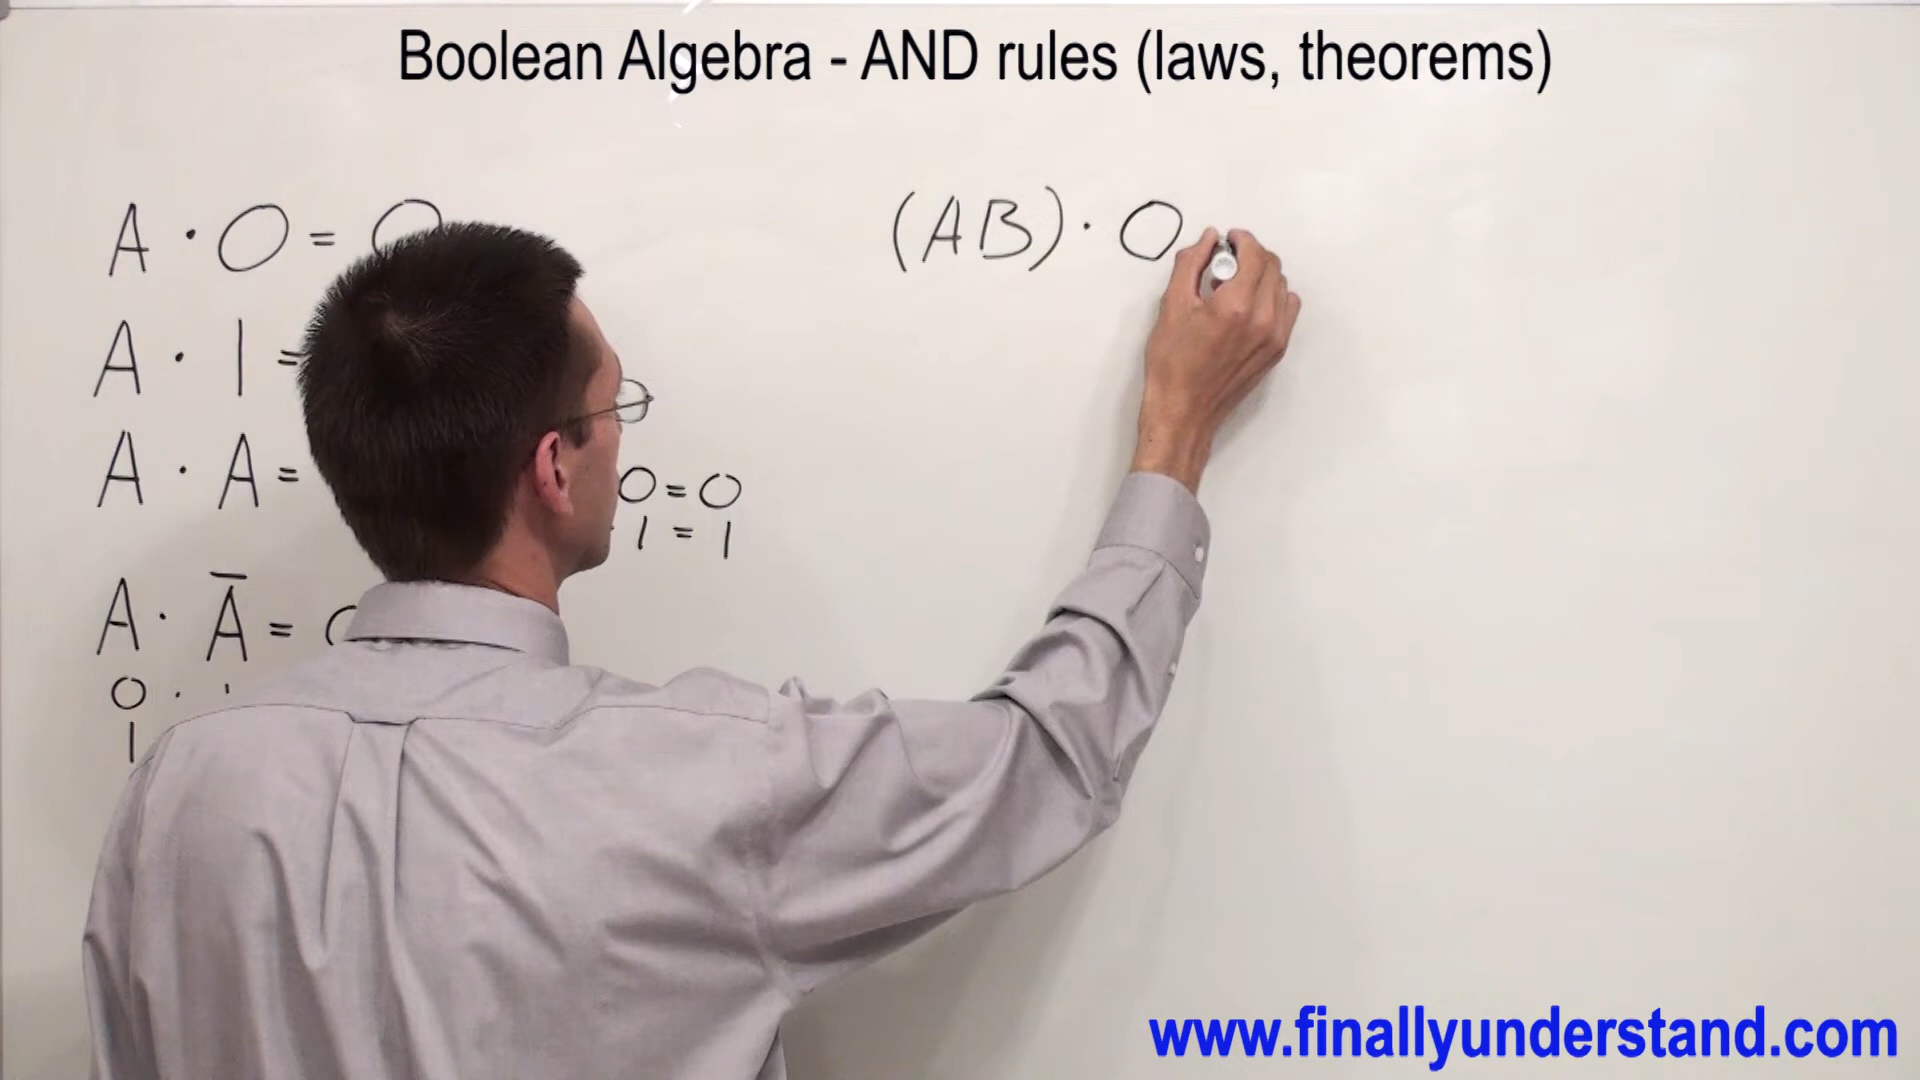 Boolean Algebra - AND rules (laws, theorems)
A · 0 = 0
(AB) · 0
A · 1 =
A · A =
0 = 0
1 = 1
A · A̅ = 0
0 ·
1
www.finallyunderstand.com